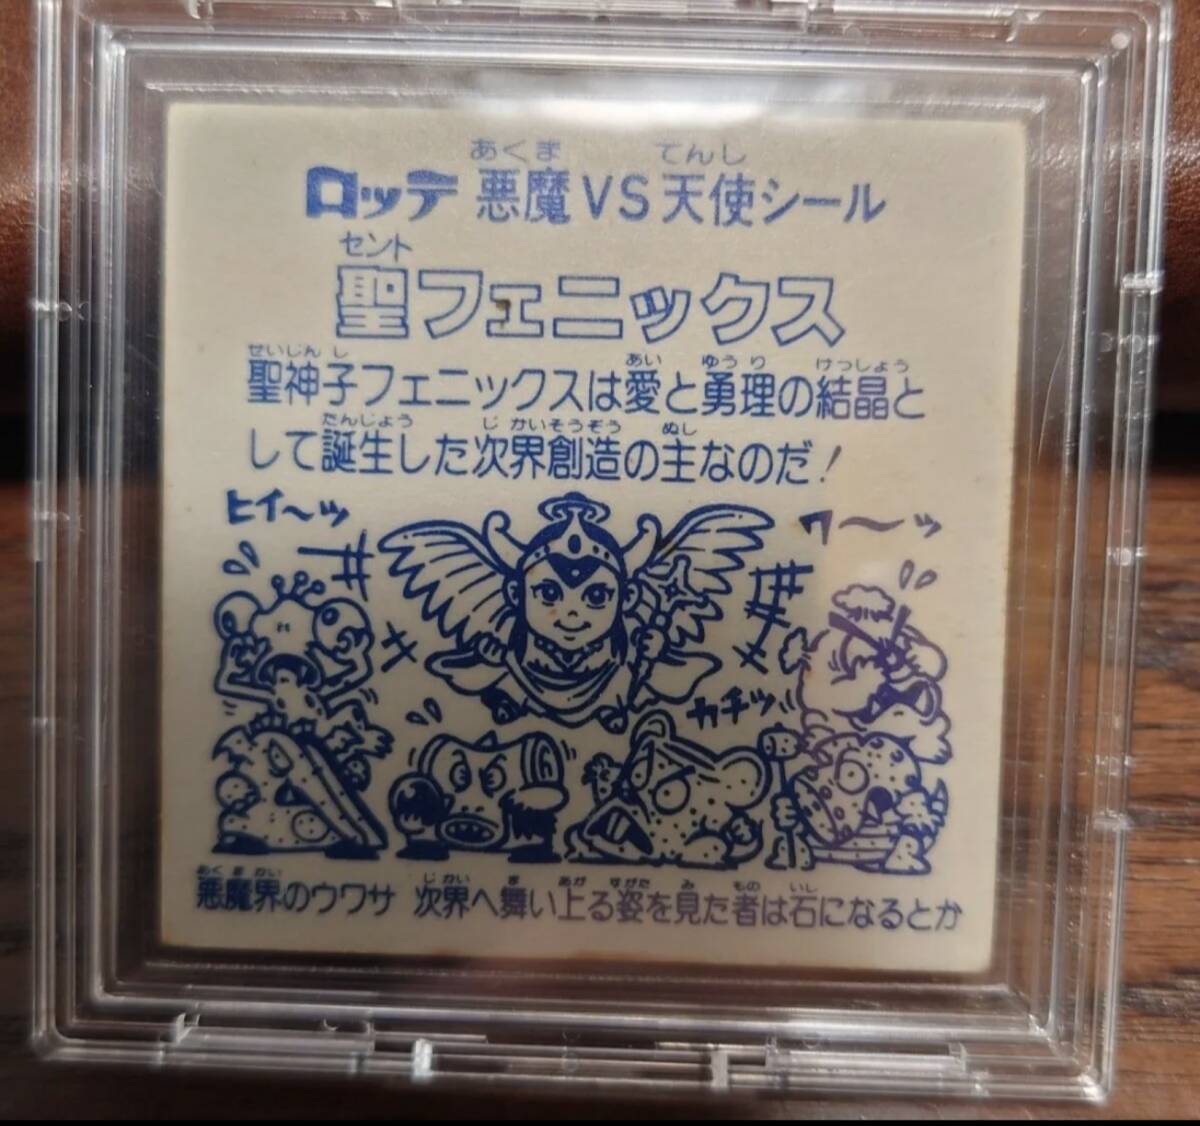 ロッテ 悪魔VS天使シール
あくま てんし
セント
聖フェニックス
せいじんし あい ゆうり けっしょう
聖神子フェニックスは愛と勇理の結晶と
たんじょう じかいそうぞう ぬし
して誕生した次界創造の主なのだ!
ヒイ〜ッ
ワ〜ッ
カチッ
あくまかい じかい ま あが すがた み もの いし
悪魔界のウワサ 次界へ舞い上る姿を見た者は石になるとか